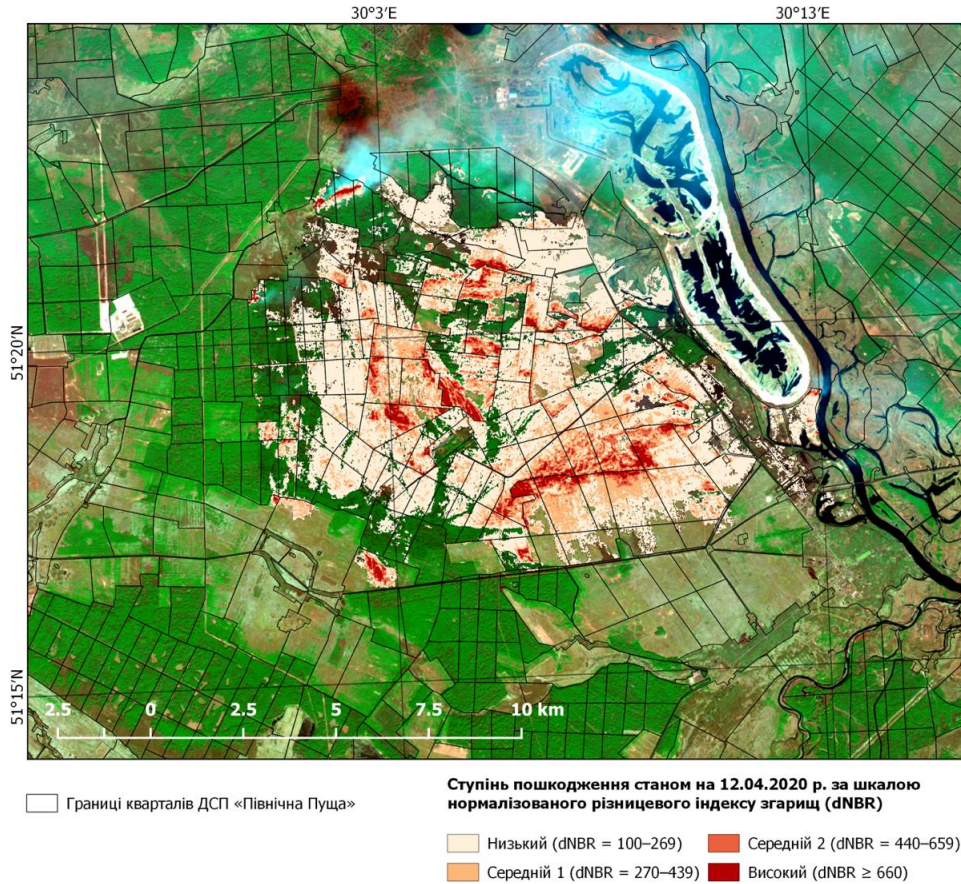 30°3'E
30°13'E
51°20'N
51°15'N
2.5 0 2.5 5 7.5 10 km
Границі кварталів ДСП «Північна Пуща»
Ступінь пошкодження станом на 12.04.2020 р. за шкалою
нормалізованого різницевого індексу згарищ (dNBR)
Низький (dNBR = 100–269)
Середній 1 (dNBR = 270–439)
Середній 2 (dNBR = 440–659)
Високий (dNBR ≥ 660)